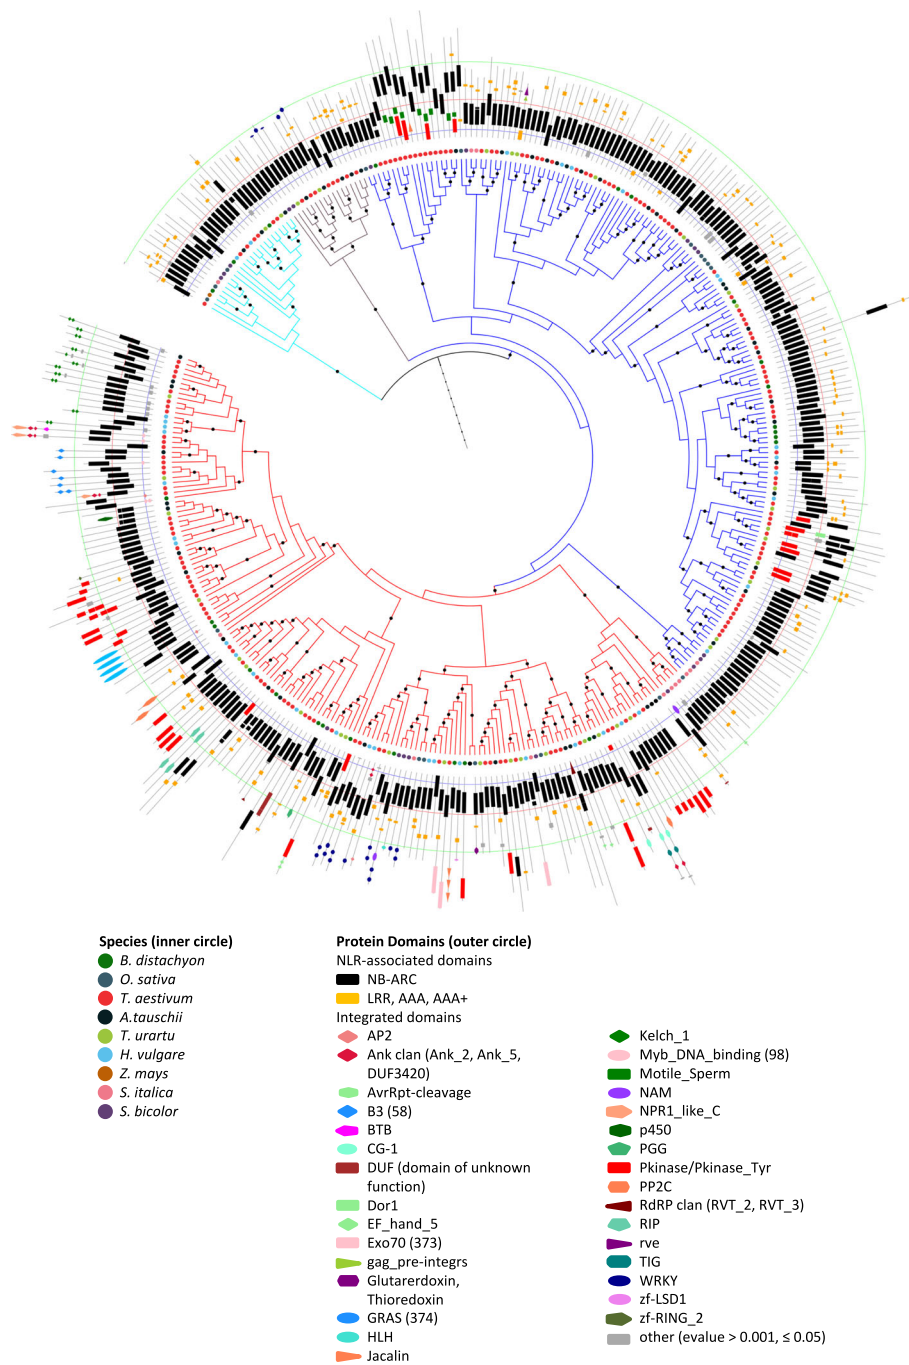 Species (inner circle)
B. distachyon
O. sativa
T. aestivum
A.tauschii
T. urartu
H. vulgare
Z. mays
S. italica
S. bicolor
Protein Domains (outer circle)
NLR-associated domains
NB-ARC
LRR, AAA, AAA+
Integrated domains
AP2
Ank clan (Ank_2, Ank_5,
DUF3420)
AvrRpt-cleavage
B3 (58)
BTB
CG-1
DUF (domain of unknown
function)
Dor1
EF_hand_5
Exo70 (373)
gag_pre-integrs
Glutarerdoxin,
Thioredoxin
GRAS (374)
HLH
Jacalin
Kelch_1
Myb_DNA_binding (98)
Motile_Sperm
NAM
NPR1_like_C
p450
PGG
Pkinase/Pkinase_Tyr
PP2C
RdRP clan (RVT_2, RVT_3)
RIP
rve
TIG
WRKY
zf-LSD1
zf-RING_2
other (evalue > 0.001, ≤ 0.05)